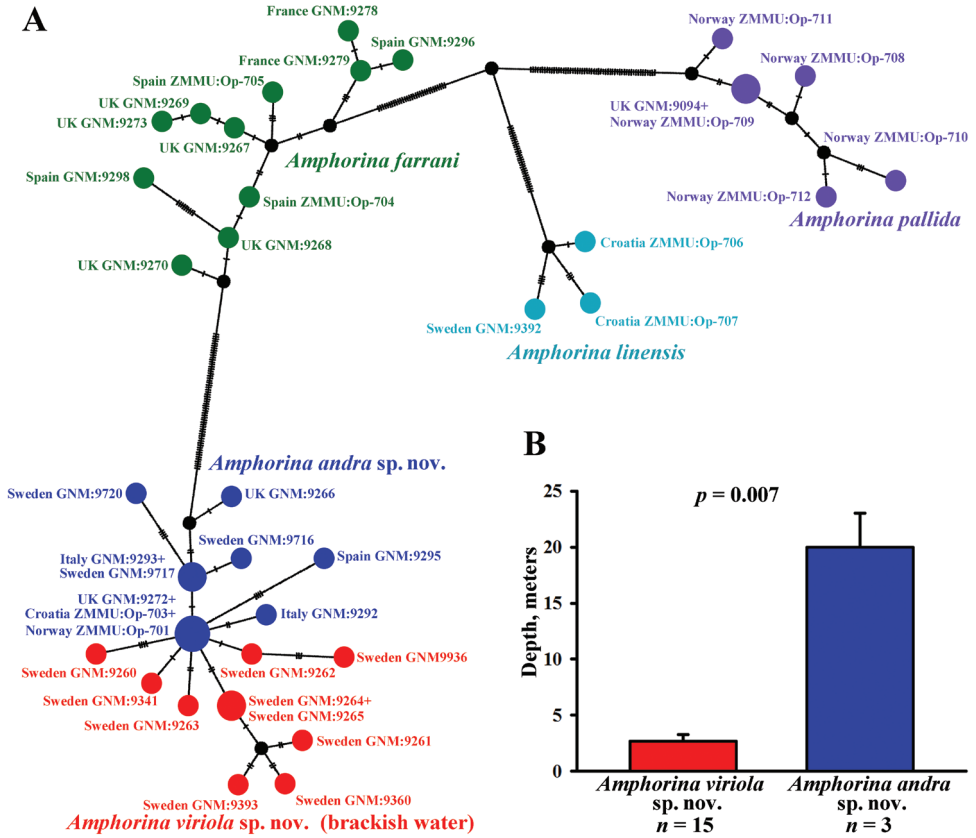 A
France GNM:9278
Spain GNM:9296
France GNM:9279
Spain ZMMU:Op-705
UK GNM:9269
UK GNM:9273
UK GNM:9267
Amphorina farrani
Spain GNM:9298
Spain ZMMU:Op-704
UK GNM:9268
UK GNM:9270
Norway ZMMU:Op-711
Norway ZMMU:Op-708
UK GNM:9094+
Norway ZMMU:Op-709
Norway ZMMU:Op-710
Norway ZMMU:Op-712
Amphorina pallida
Croatia ZMMU:Op-706
Croatia ZMMU:Op-707
Sweden GNM:9392
Amphorina linensis
Amphorina andra sp. nov.
Sweden GNM:9720
UK GNM:9266
Sweden GNM:9716
Italy GNM:9293+
Sweden GNM:9717
Spain GNM:9295
UK GNM:9272+
Croatia ZMMU:Op-703+
Norway ZMMU:Op-701
Italy GNM:9292
Sweden GNM:9260
Sweden GNM:9262
Sweden GNM9936
Sweden GNM:9341
Sweden GNM:9263
Sweden GNM:9264+
Sweden GNM:9265
Sweden GNM:9261
Sweden GNM:9393
Sweden GNM:9360
Amphorina viriola sp. nov. (brackish water)
B
p = 0.007
Depth, meters
25
20
15
10
5
0
Amphorina viriola
sp. nov.
n = 15
Amphorina andra
sp. nov.
n = 3